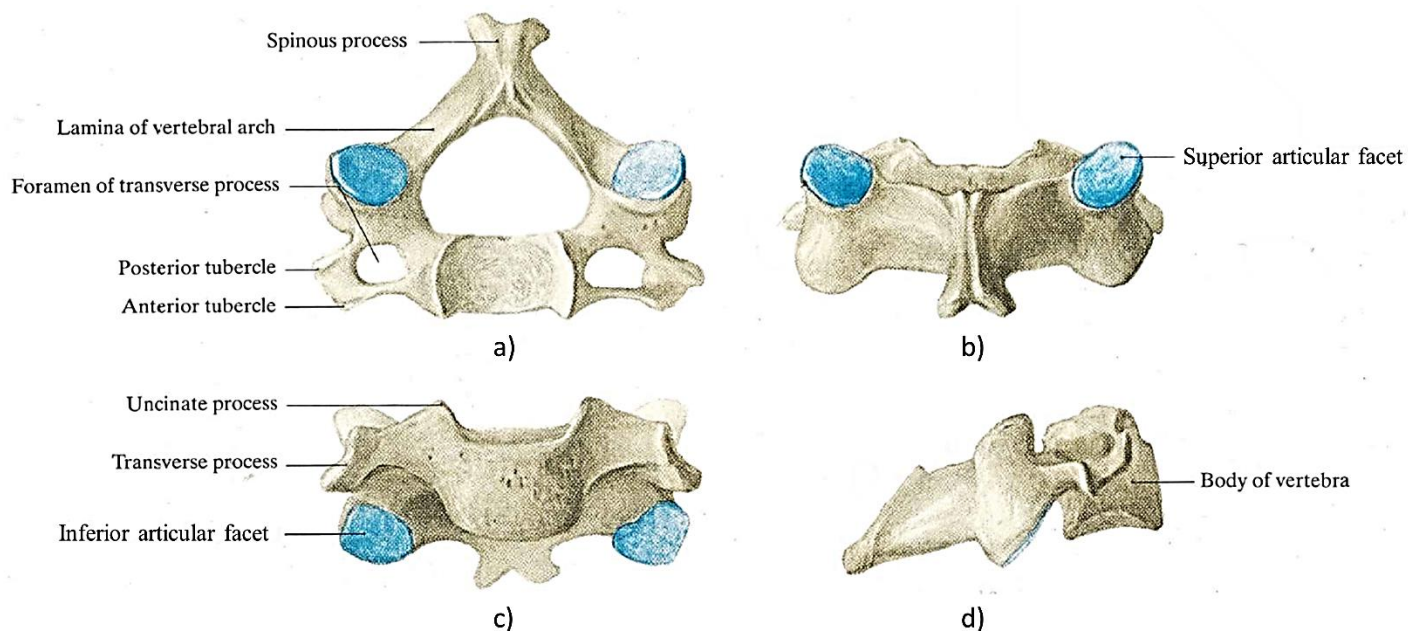 Spinous process
Lamina of vertebral arch
Foramen of transverse process
Posterior tubercle
Anterior tubercle
a)
Superior articular facet
b)
Uncinate process
Transverse process
Inferior articular facet
c)
Body of vertebra
d)